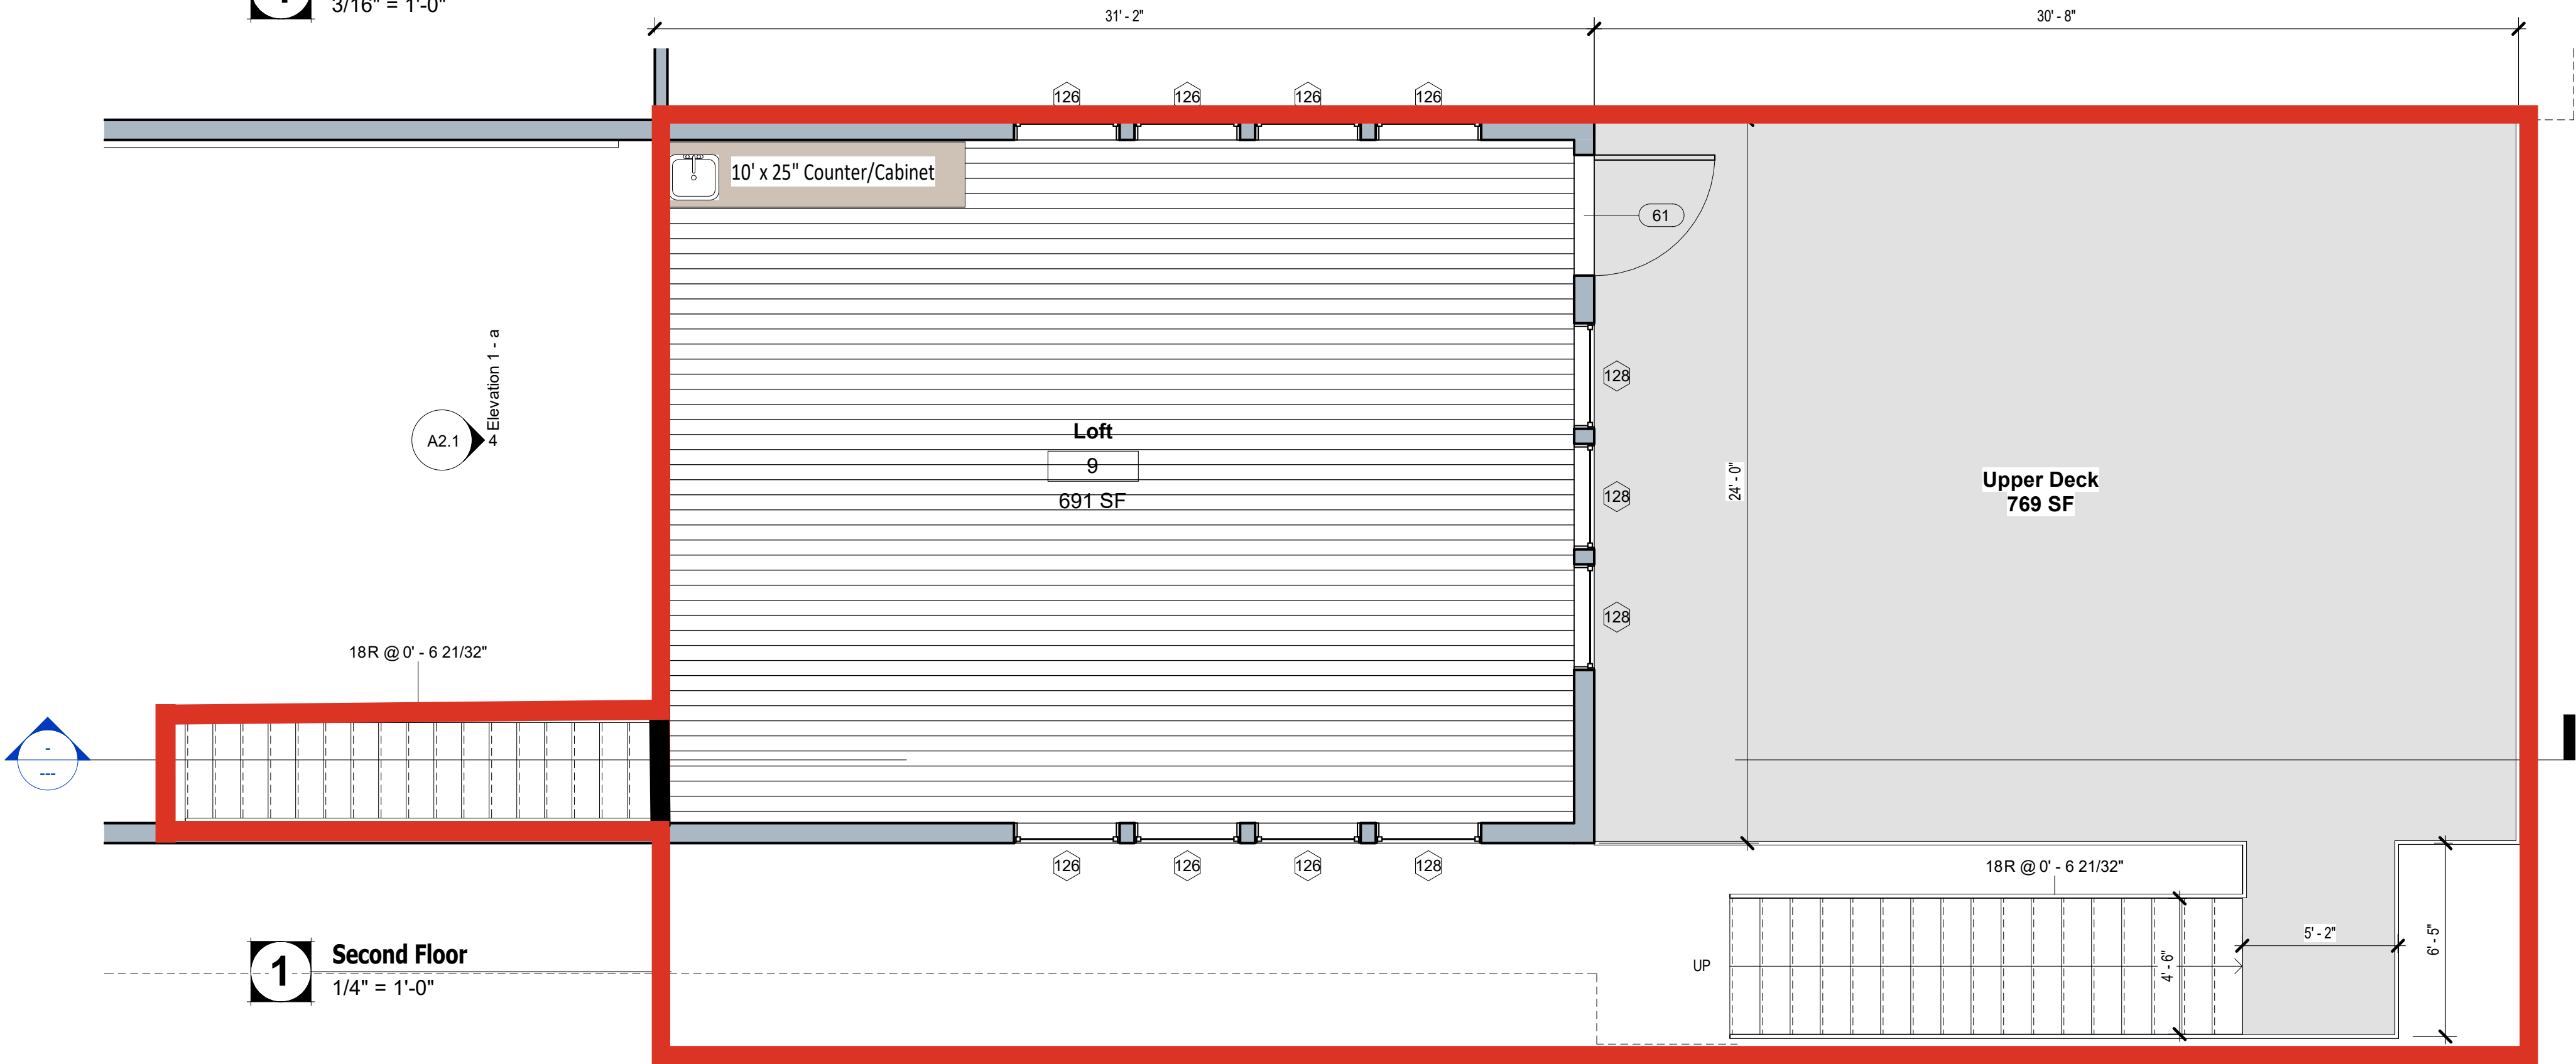 3/16" = 1'-0"
31' - 2"
30' - 8"
126
126
126
126
10' x 25" Counter/Cabinet
61
Elevation 1 - a
A2.1
4
128
Loft
9
691 SF
24' - 0"
128
Upper Deck
769 SF
128
18R @ 0' - 6 21/32"
-
---
126
126
126
128
18R @ 0' - 6 21/32"
5' - 2"
6' - 5"
4' - 6"
UP
1
Second Floor
1/4" = 1'-0"